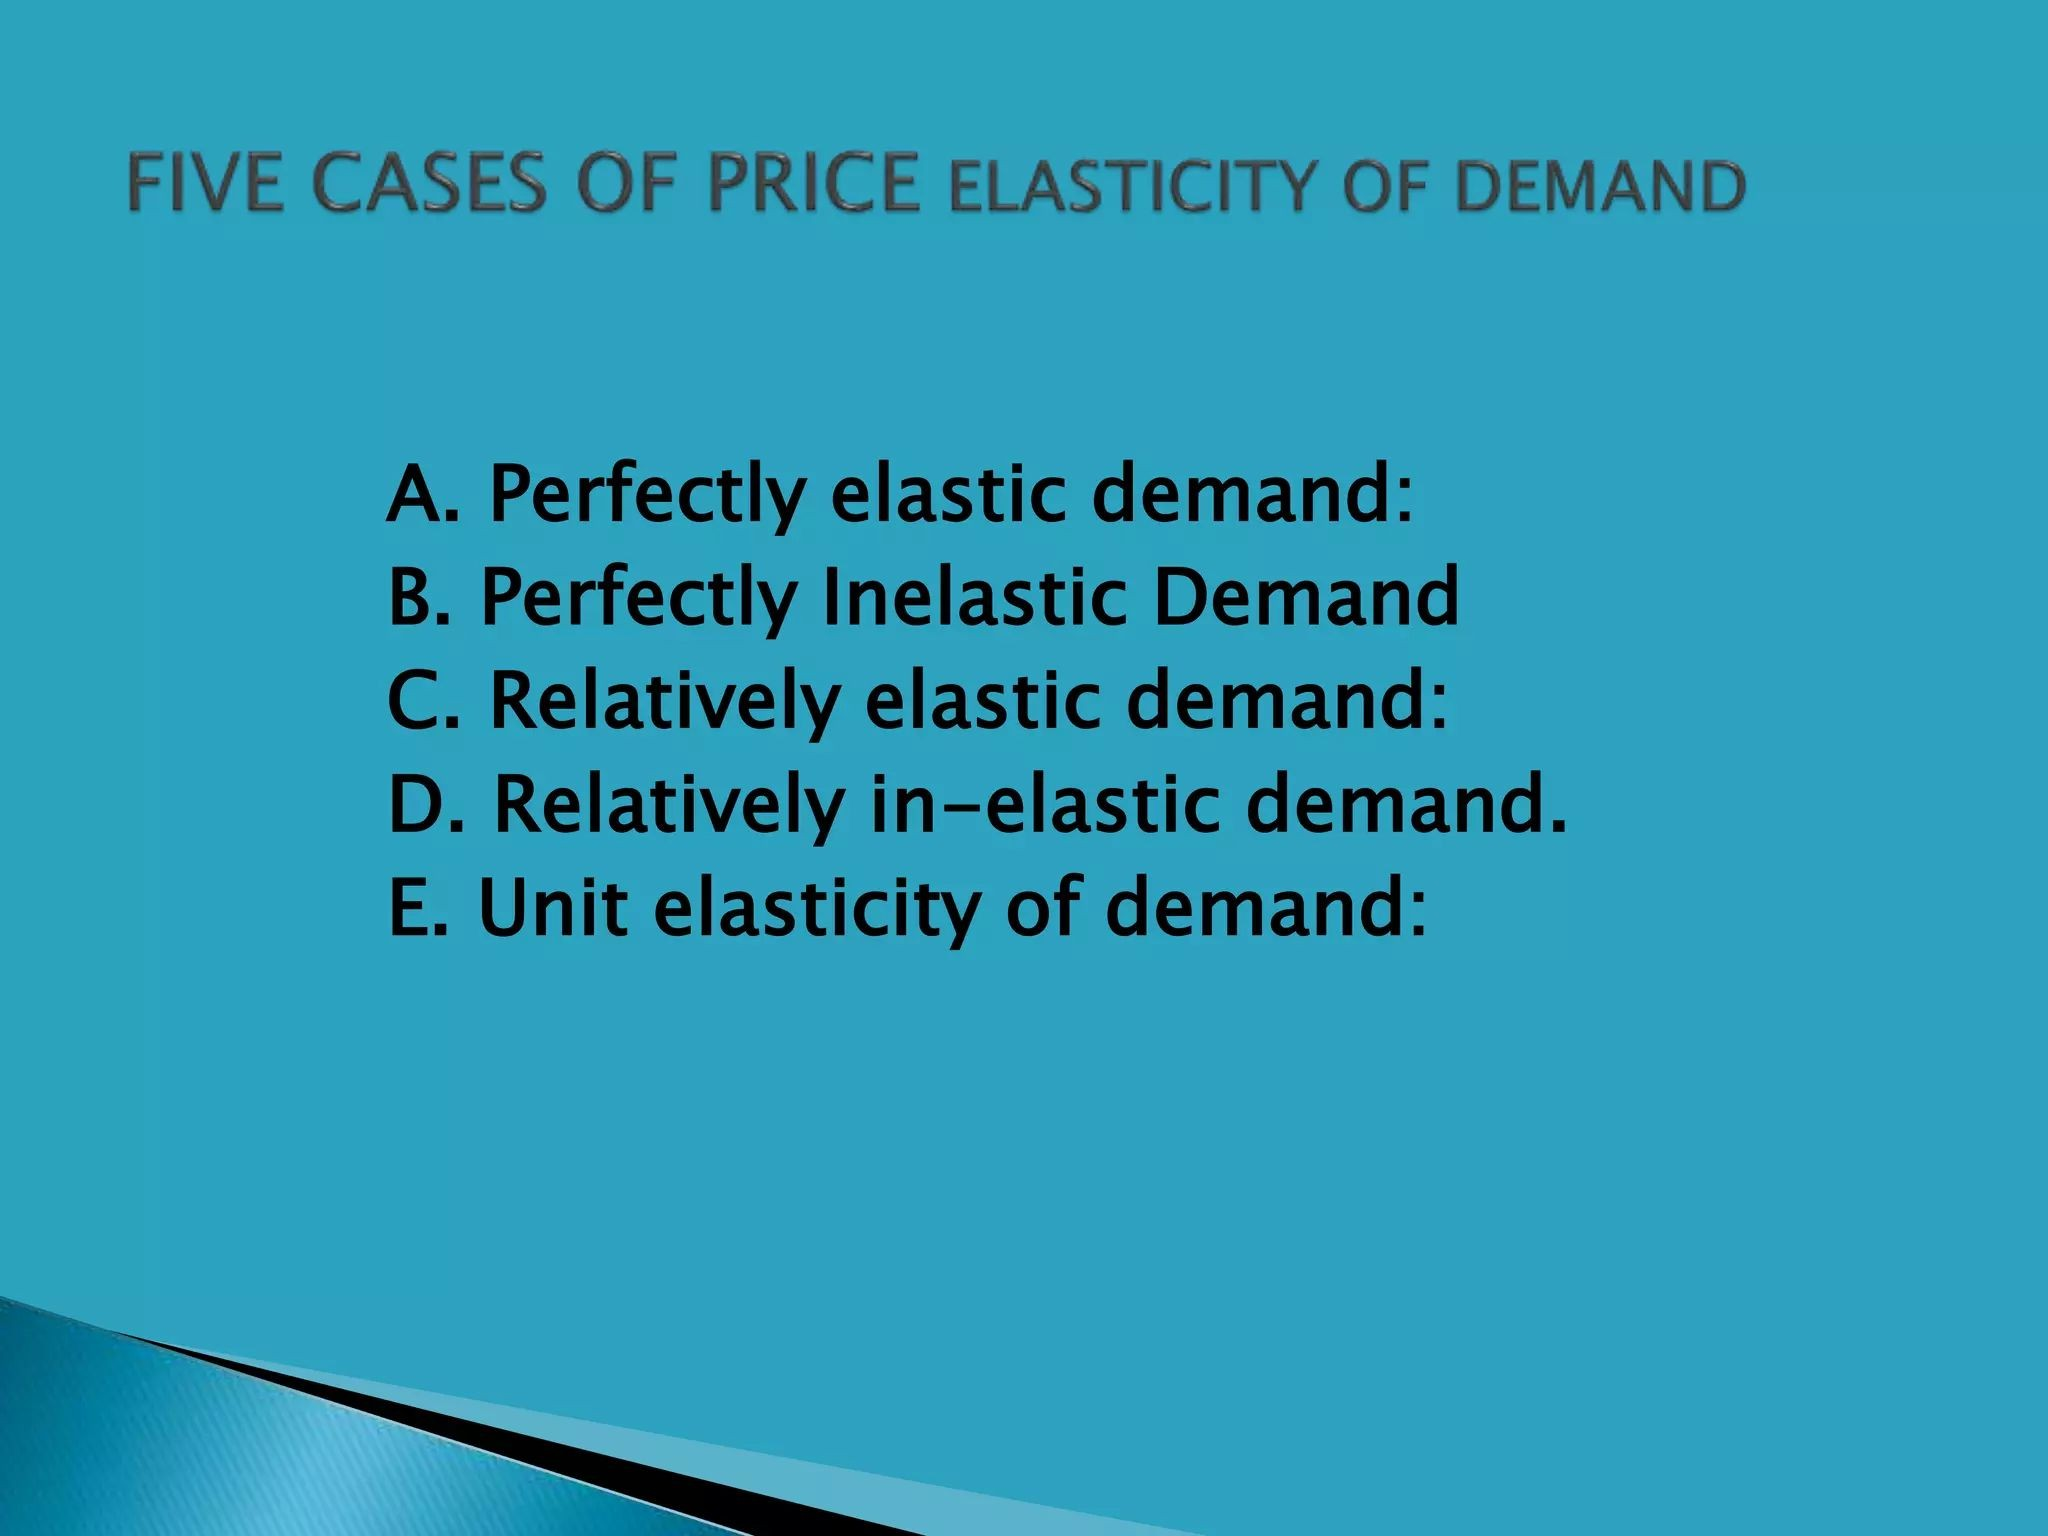 FIVE CASES OF PRICE ELASTICITY OF DEMAND
A. Perfectly elastic demand:
B. Perfectly Inelastic Demand
C. Relatively elastic demand:
D. Relatively in-elastic demand.
E. Unit elasticity of demand: